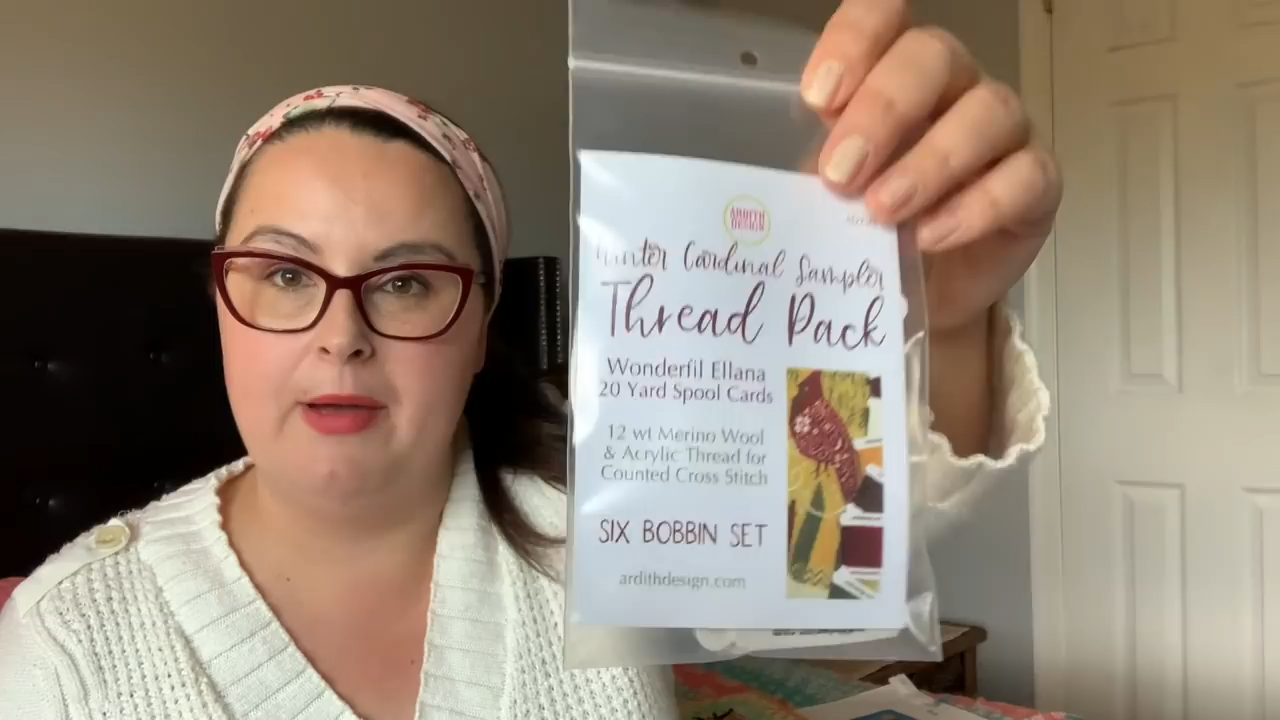 ARDITH
DESIGN
Winter Cardinal Sampler
Thread Pack
Wonderfil Ellana
20 Yard Spool Cards
12 wt Merino Wool
& Acrylic Thread for
Counted Cross Stitch
SIX BOBBIN SET
ardithdesign.com